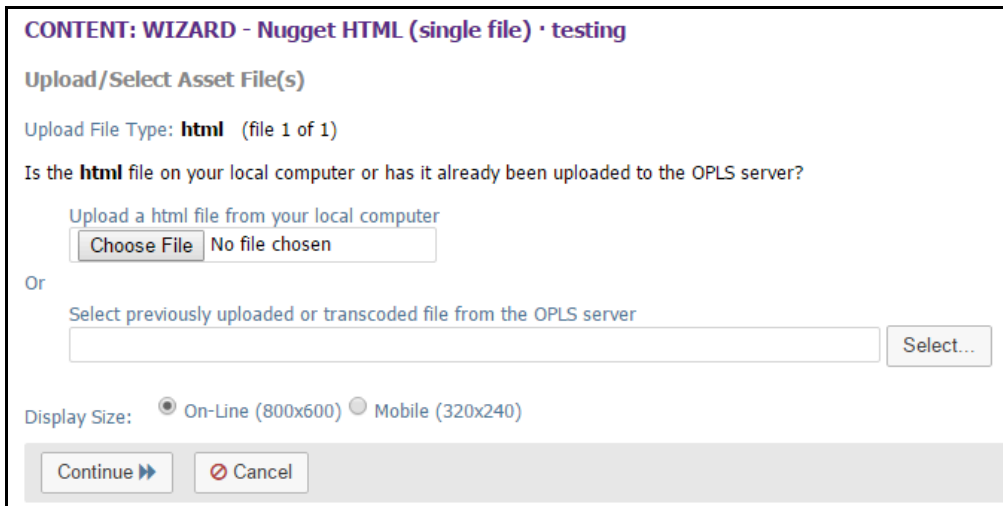 CONTENT: WIZARD - Nugget HTML (single file) · testing
Upload/Select Asset File(s)
Upload File Type: html (file 1 of 1)
Is the html file on your local computer or has it already been uploaded to the OPLS server?
Upload a html file from your local computer
Choose File No file chosen
Or
Select previously uploaded or transcoded file from the OPLS server
Select...
Display Size: On-Line (800x600) Mobile (320x240)
Continue Cancel